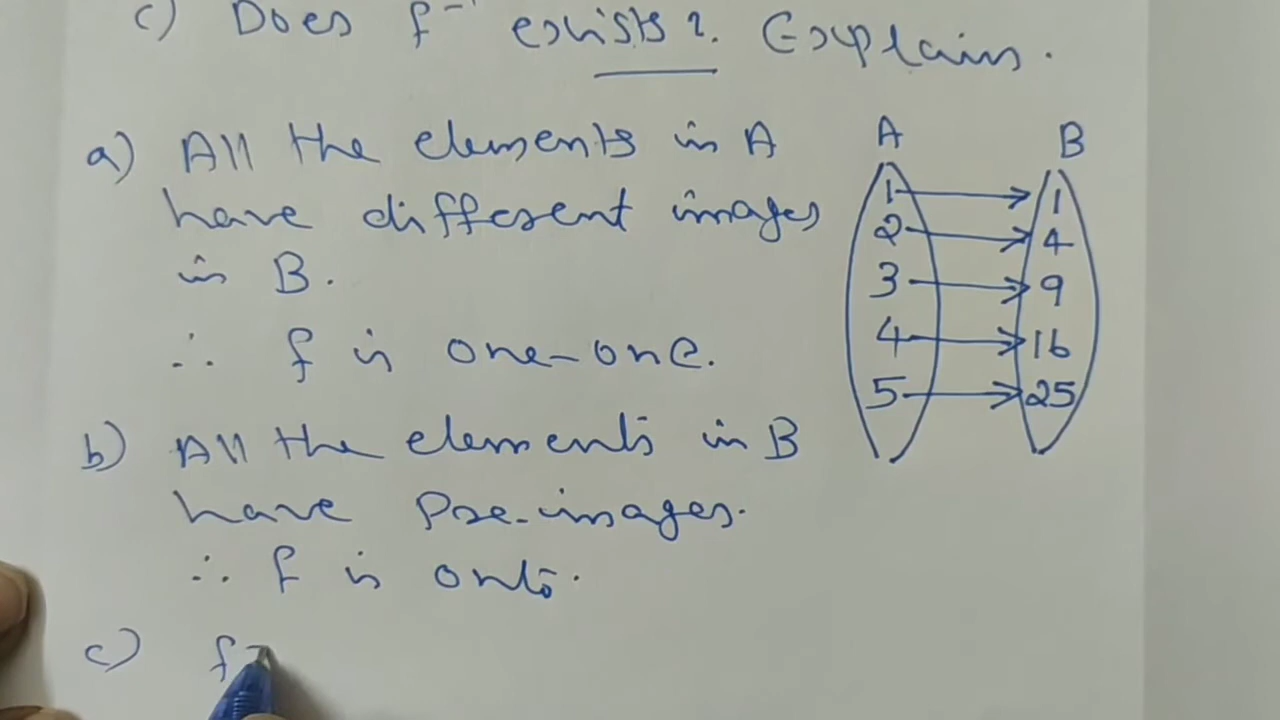 c) Does f⁻ exists?. Explain.
a) All the elements in A
have different images
in B.
∴ f is one-one.
b) All the elements in B
have Pre-images.
∴ f is onto.
c) f⁻
A B
1 1
2 4
3 9
4 16
5 25